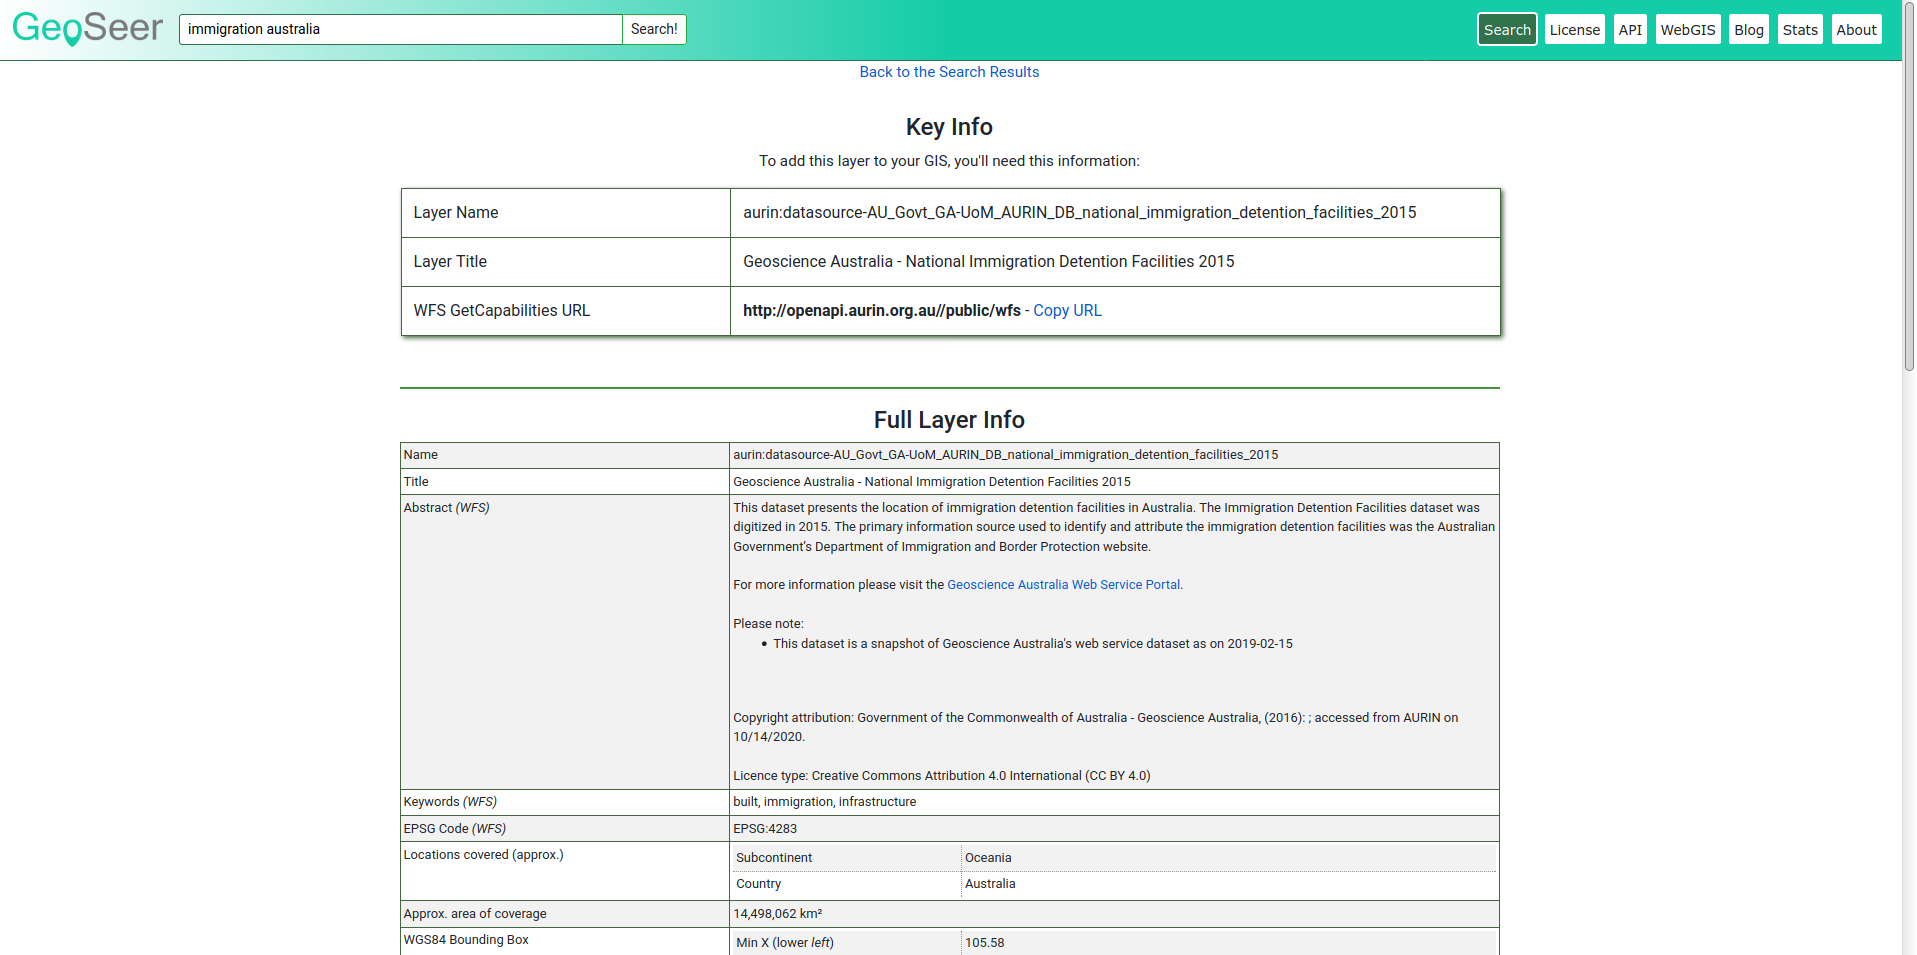 GeoSeer
immigration australia
Search!
Search
License
API
WebGIS
Blog
Stats
About
Back to the Search Results
Key Info
To add this layer to your GIS, you'll need this information:
Layer Name
aurin:datasource-AU_Govt_GA-UoM_AURIN_DB_national_immigration_detention_facilities_2015
Layer Title
Geoscience Australia - National Immigration Detention Facilities 2015
WFS GetCapabilities URL
http://openapi.aurin.org.au//public/wfs - Copy URL
Full Layer Info
Name
aurin:datasource-AU_Govt_GA-UoM_AURIN_DB_national_immigration_detention_facilities_2015
Title
Geoscience Australia - National Immigration Detention Facilities 2015
Abstract (WFS)
This dataset presents the location of immigration detention facilities in Australia. The Immigration Detention Facilities dataset was
digitized in 2015. The primary information source used to identify and attribute the immigration detention facilities was the Australian
Government's Department of Immigration and Border Protection website.
For more information please visit the Geoscience Australia Web Service Portal.
Please note:
• This dataset is a snapshot of Geoscience Australia's web service dataset as on 2019-02-15
Copyright attribution: Government of the Commonwealth of Australia - Geoscience Australia, (2016): ; accessed from AURIN on
10/14/2020.
Licence type: Creative Commons Attribution 4.0 International (CC BY 4.0)
Keywords (WFS)
built, immigration, infrastructure
EPSG Code (WFS)
EPSG:4283
Locations covered (approx.)
Subcontinent
Oceania
Country
Australia
Approx. area of coverage
14,498,062 km²
WGS84 Bounding Box
Min X (lower left)
105.58